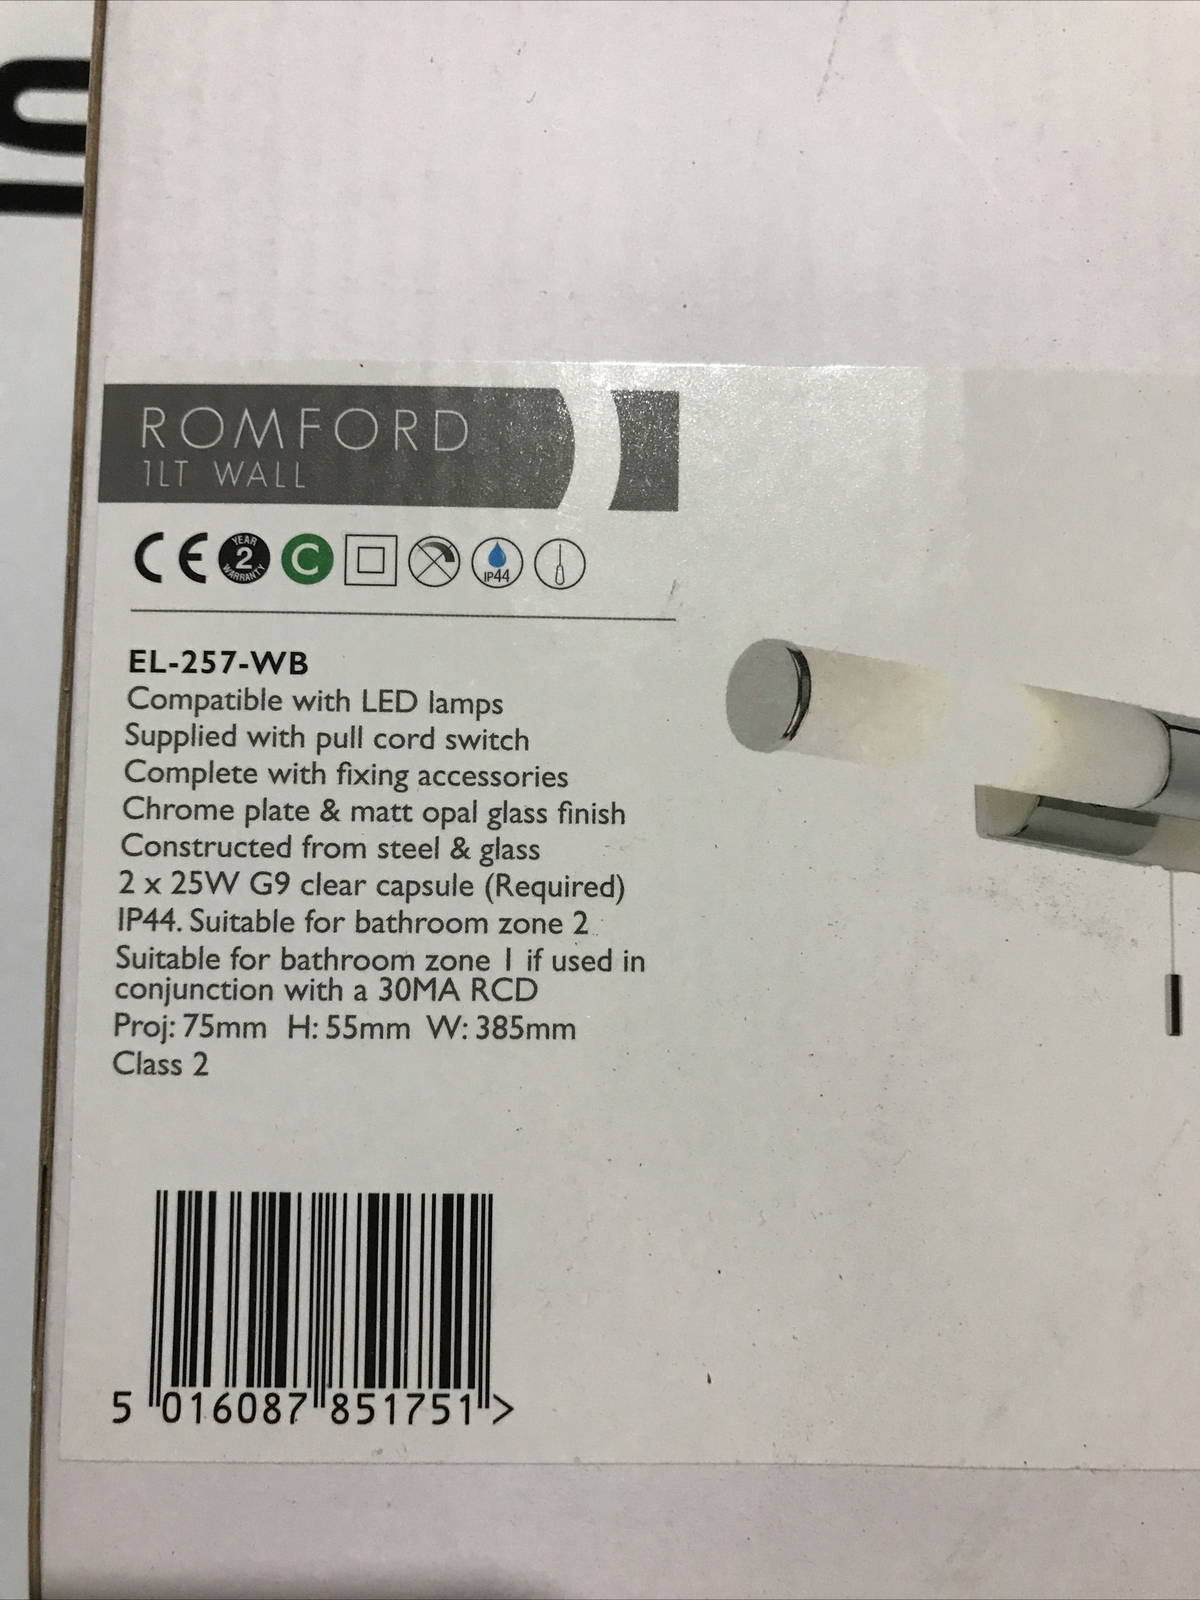 ROMFORD
1LT WALL
CE YEAR 2 WARRANTY C IP44
EL-257-WB
Compatible with LED lamps
Supplied with pull cord switch
Complete with fixing accessories
Chrome plate & matt opal glass finish
Constructed from steel & glass
2 x 25W G9 clear capsule (Required)
IP44. Suitable for bathroom zone 2
Suitable for bathroom zone 1 if used in
conjunction with a 30MA RCD
Proj: 75mm H: 55mm W: 385mm
Class 2
5 016087 851751 >